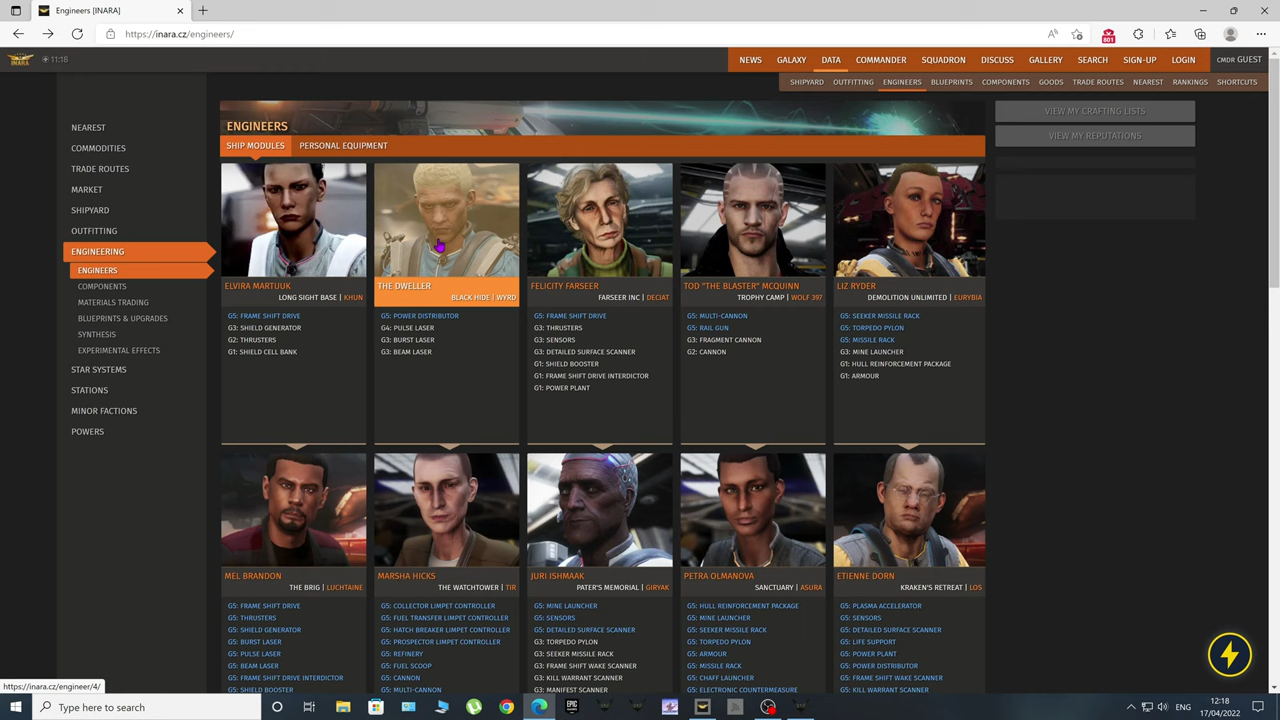 Engineers [INARA]
https://inara.cz/engineers/
801
INARA
11:18
NEWS GALAXY DATA COMMANDER SQUADRON DISCUSS GALLERY SEARCH SIGN-UP LOGIN CMDR GUEST
SHIPYARD OUTFITTING ENGINEERS BLUEPRINTS COMPONENTS GOODS TRADE ROUTES NEAREST RANKINGS SHORTCUTS
NEAREST
COMMODITIES
TRADE ROUTES
MARKET
SHIPYARD
OUTFITTING
ENGINEERING
ENGINEERS
COMPONENTS
MATERIALS TRADING
BLUEPRINTS & UPGRADES
SYNTHESIS
EXPERIMENTAL EFFECTS
STAR SYSTEMS
STATIONS
MINOR FACTIONS
POWERS
ENGINEERS
SHIP MODULES PERSONAL EQUIPMENT
VIEW MY CRAFTING LISTS
VIEW MY REPUTATIONS
ELVIRA MARTUUK
LONG SIGHT BASE | KHUN
G5: FRAME SHIFT DRIVE
G3: SHIELD GENERATOR
G2: THRUSTERS
G1: SHIELD CELL BANK
THE DWELLER
BLACK HIDE | WYRD
G5: POWER DISTRIBUTOR
G4: PULSE LASER
G3: BURST LASER
G3: BEAM LASER
FELICITY FARSEER
FARSEER INC | DECIAT
G5: FRAME SHIFT DRIVE
G3: THRUSTERS
G3: SENSORS
G3: DETAILED SURFACE SCANNER
G1: SHIELD BOOSTER
G1: FRAME SHIFT DRIVE INTERDICTOR
G1: POWER PLANT
TOD "THE BLASTER" MCQUINN
TROPHY CAMP | WOLF 397
G5: MULTI-CANNON
G5: RAIL GUN
G3: FRAGMENT CANNON
G2: CANNON
LIZ RYDER
DEMOLITION UNLIMITED | EURYBIA
G5: SEEKER MISSILE RACK
G5: TORPEDO PYLON
G5: MISSILE RACK
G3: MINE LAUNCHER
G1: HULL REINFORCEMENT PACKAGE
G1: ARMOUR
MEL BRANDON
THE BRIG | LUCHTAINE
G5: FRAME SHIFT DRIVE
G5: THRUSTERS
G5: SHIELD GENERATOR
G5: BURST LASER
G5: PULSE LASER
G5: BEAM LASER
G5: FRAME SHIFT DRIVE INTERDICTOR
G5: SHIELD BOOSTER
MARSHA HICKS
THE WATCHTOWER | TIR
G5: COLLECTOR LIMPET CONTROLLER
G5: FUEL TRANSFER LIMPET CONTROLLER
G5: HATCH BREAKER LIMPET CONTROLLER
G5: PROSPECTOR LIMPET CONTROLLER
G5: REFINERY
G5: FUEL SCOOP
G5: CANNON
G5: MULTI-CANNON
JURI ISHMAAK
PATER'S MEMORIAL | GIRYAK
G5: MINE LAUNCHER
G5: SENSORS
G5: DETAILED SURFACE SCANNER
G3: TORPEDO PYLON
G3: SEEKER MISSILE RACK
G3: FRAME SHIFT WAKE SCANNER
G3: KILL WARRANT SCANNER
G3: MANIFEST SCANNER
PETRA OLMANOVA
SANCTUARY | ASURA
G5: HULL REINFORCEMENT PACKAGE
G5: MINE LAUNCHER
G5: SEEKER MISSILE RACK
G5: TORPEDO PYLON
G5: ARMOUR
G5: MISSILE RACK
G5: CHAFF LAUNCHER
G5: ELECTRONIC COUNTERMEASURE
ETIENNE DORN
KRAKEN'S RETREAT | LOS
G5: PLASMA ACCELERATOR
G5: SENSORS
G5: DETAILED SURFACE SCANNER
G5: LIFE SUPPORT
G5: POWER PLANT
G5: POWER DISTRIBUTOR
G5: FRAME SHIFT WAKE SCANNER
G5: KILL WARRANT SCANNER
https://inara.cz/engineer/4/
Type here to search
EPIC
ENG
12:18
17/04/2022